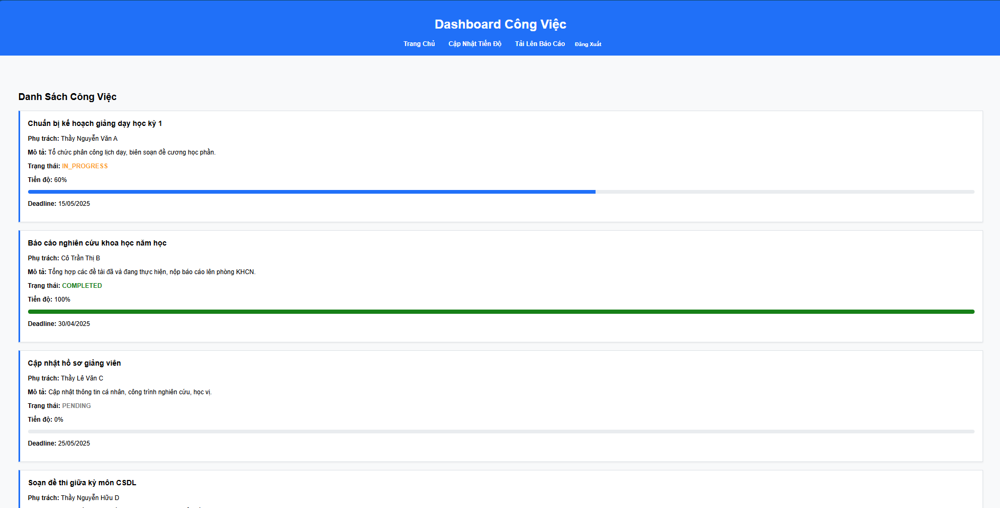 Dashboard Công Việc
Trang Chủ Cập Nhật Tiến Độ Tải Lên Báo Cáo Đăng Xuất
Danh Sách Công Việc
Chuẩn bị kế hoạch giảng dạy học kỳ 1
Phụ trách: Thầy Nguyễn Văn A
Mô tả: Tổ chức phân công lịch dạy, biên soạn đề cương học phần.
Trạng thái: IN_PROGRESS
Tiến độ: 60%
Deadline: 15/05/2025
Báo cáo nghiên cứu khoa học năm học
Phụ trách: Cô Trần Thị B
Mô tả: Tổng hợp các đề tài đã và đang thực hiện, nộp báo cáo lên phòng KHCN.
Trạng thái: COMPLETED
Tiến độ: 100%
Deadline: 30/04/2025
Cập nhật hồ sơ giảng viên
Phụ trách: Thầy Lê Văn C
Mô tả: Cập nhật thông tin cá nhân, công trình nghiên cứu, học vị.
Trạng thái: PENDING
Tiến độ: 0%
Deadline: 25/05/2025
Soạn đề thi giữa kỳ môn CSDL
Phụ trách: Thầy Nguyễn Hữu D